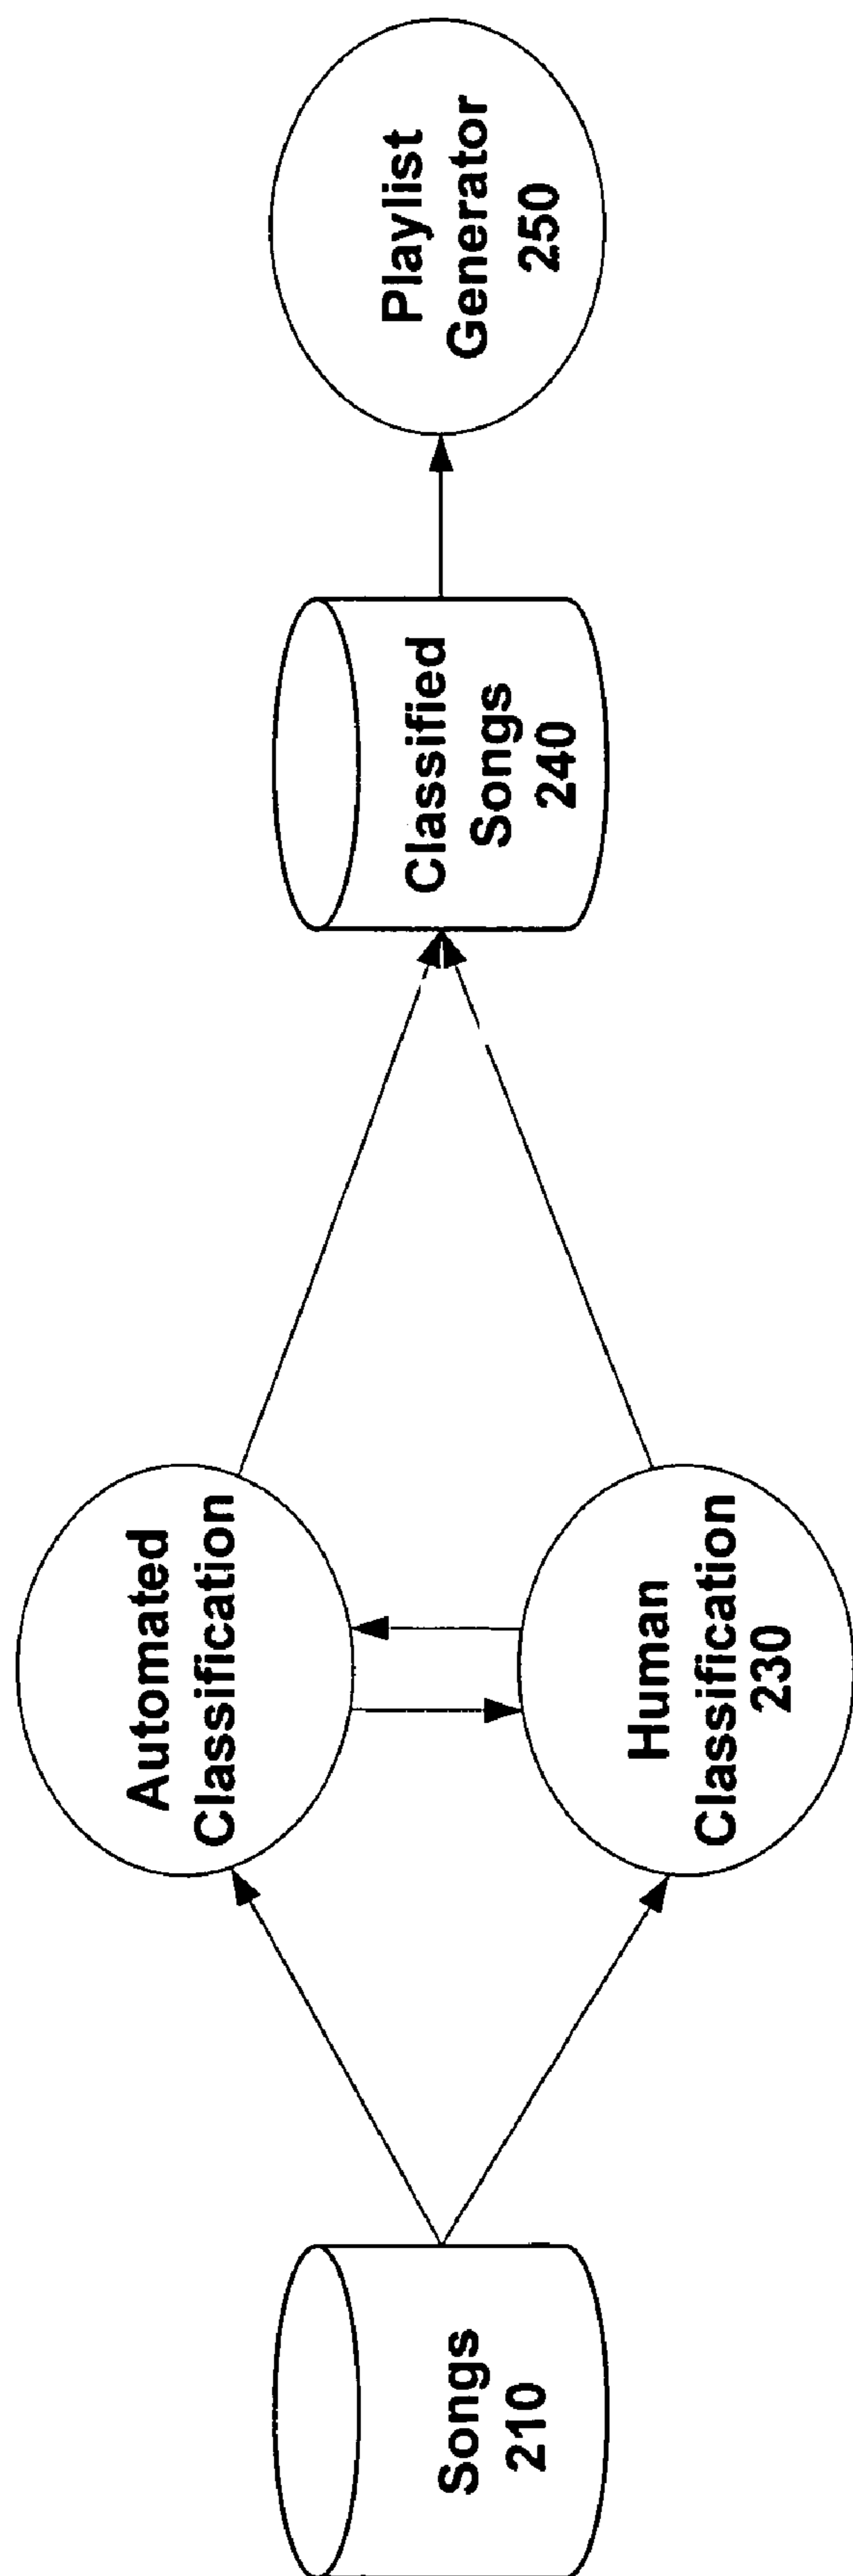 Songs
210
Automated
Classification
Human
Classification
230
Classified
Songs
240
Playlist
Generator
250